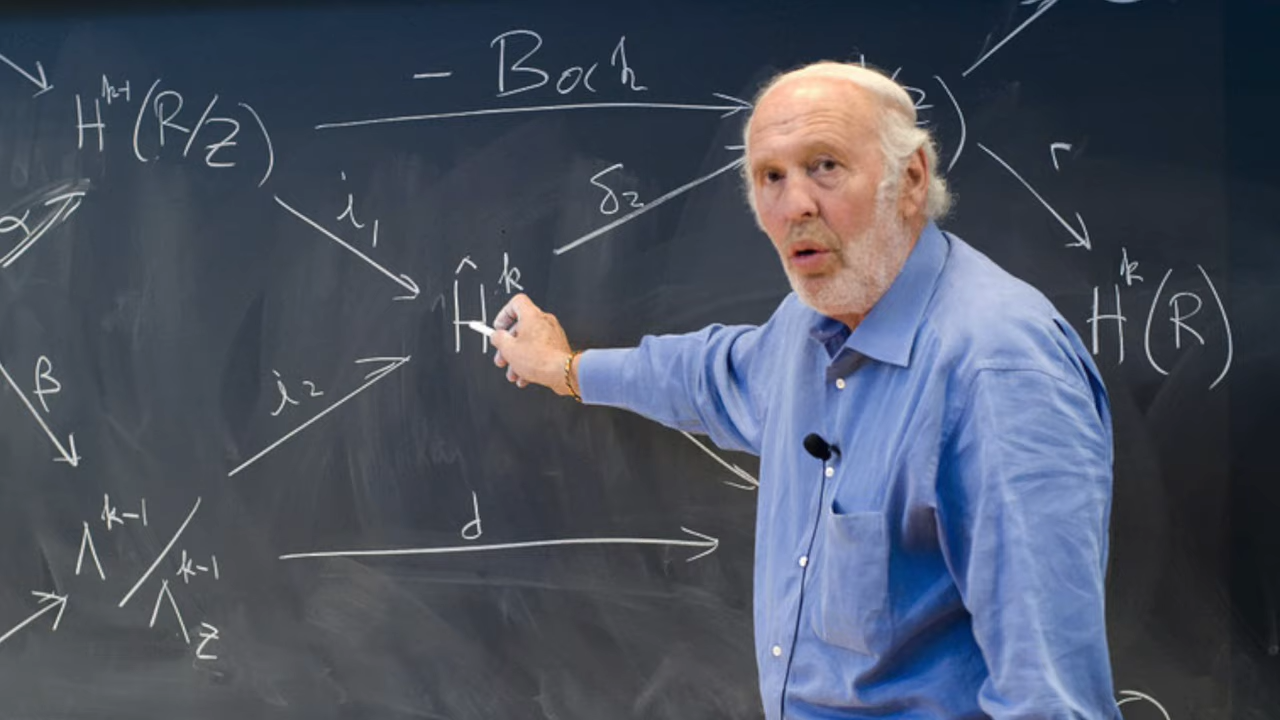 - Bock
H^{k-1}(R/Z)
r
i₁
δ₂
α
Ĥ^k
H^k(R)
β
i₂
d
Λ^{k-1}/Λ^{k-1}_Z